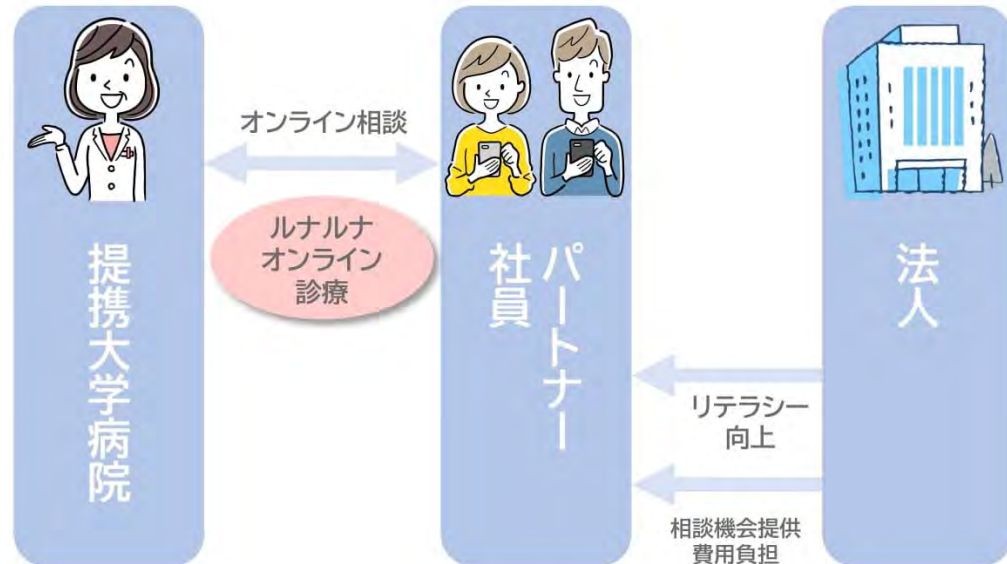 提携大学病院
オンライン相談
ルナルナ
オンライン
診療
パートナー
社員
リテラシー
向上
相談機会提供
費用負担
法人